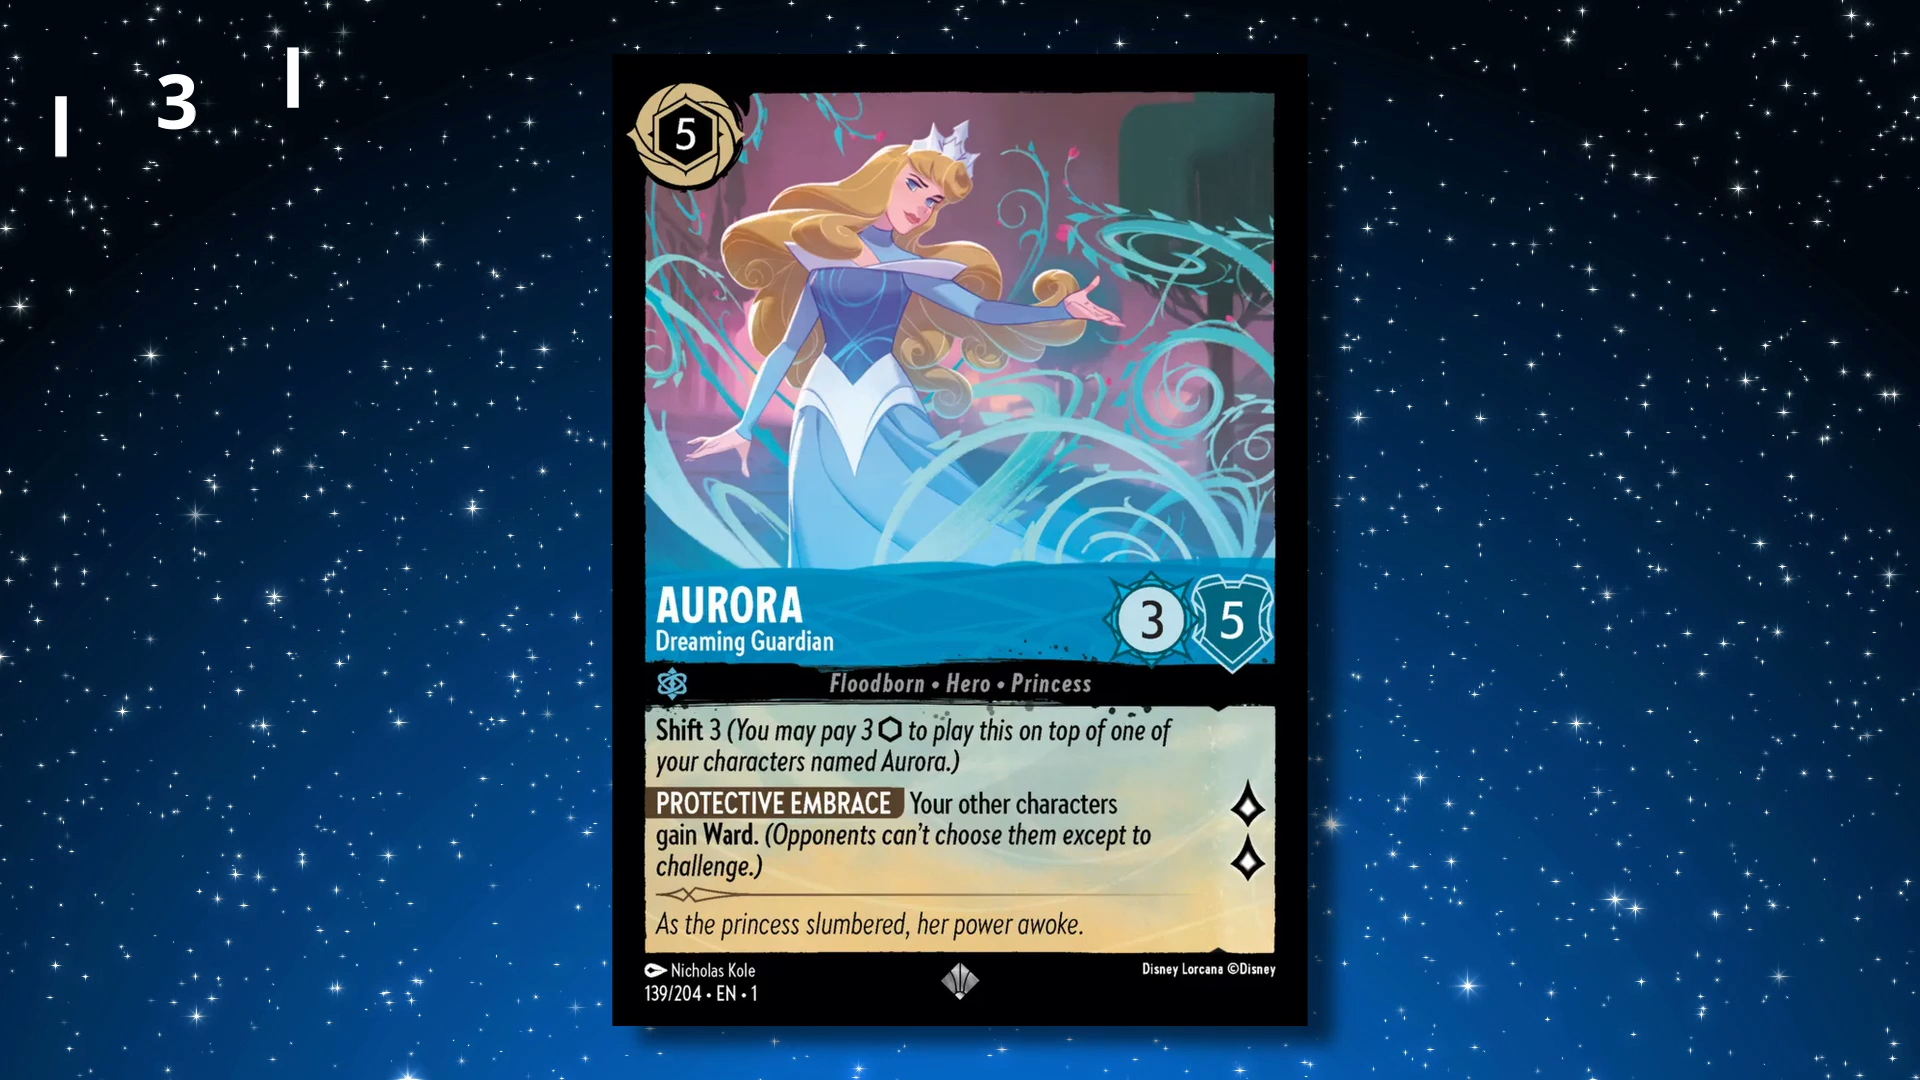 I 3 I
5
AURORA
Dreaming Guardian
3 5
Floodborn • Hero • Princess
Shift 3 (You may pay 3 ⬡ to play this on top of one of
your characters named Aurora.)
PROTECTIVE EMBRACE Your other characters
gain Ward. (Opponents can’t choose them except to
challenge.)
As the princess slumbered, her power awoke.
Nicholas Kole
139/204 • EN • 1
Disney Lorcana ©Disney